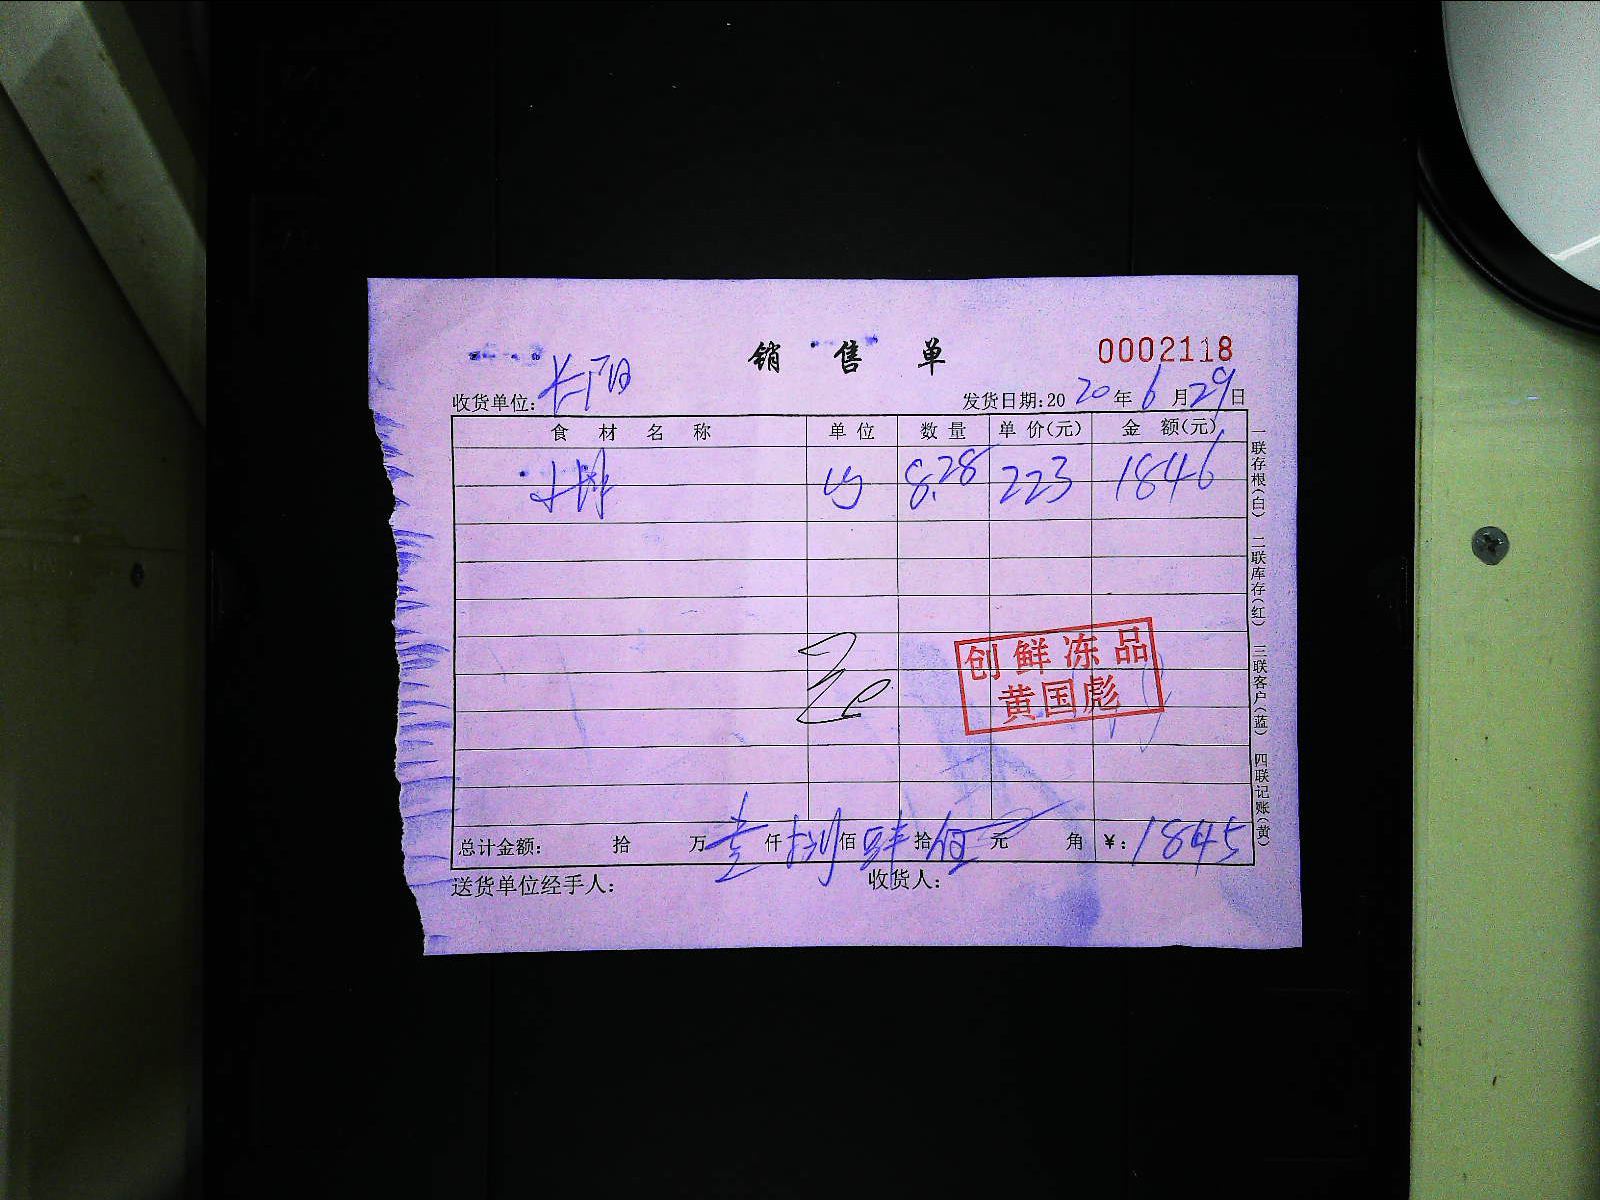 销售单
0002118
收货单位: 长阳
发货日期:20 20 年 6 月 29 日
食材名称 单位 数量 单价(元) 金额(元)
小排 8.28 223 1846
创鲜冻品
黄国彪
总计金额: 拾 万 壹 仟 捌 佰 肆 拾 伍 元 角 ¥: 1845
送货单位经手人: 收货人:
一联存根(白) 二联库存(红) 三联客户(蓝) 四联记账(黄)